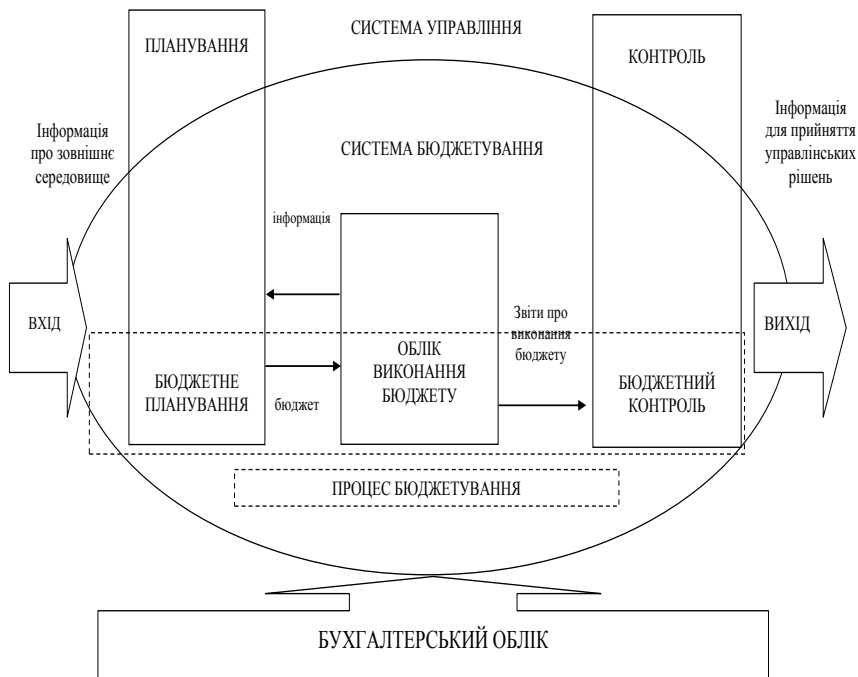 СИСТЕМА УПРАВЛІННЯ
ПЛАНУВАННЯ
КОНТРОЛЬ
Інформація
про зовнішнє
середовище
Інформація
для прийняття
управлінських
рішень
СИСТЕМА БЮДЖЕТУВАННЯ
інформація
ВХІД
Звіти про
виконання
бюджету
ВИХІД
ОБЛІК
ВИКОНАННЯ
БЮДЖЕТУ
БЮДЖЕТНЕ
ПЛАНУВАННЯ
бюджет
БЮДЖЕТНИЙ
КОНТРОЛЬ
ПРОЦЕС БЮДЖЕТУВАННЯ
БУХГАЛТЕРСЬКИЙ ОБЛІК